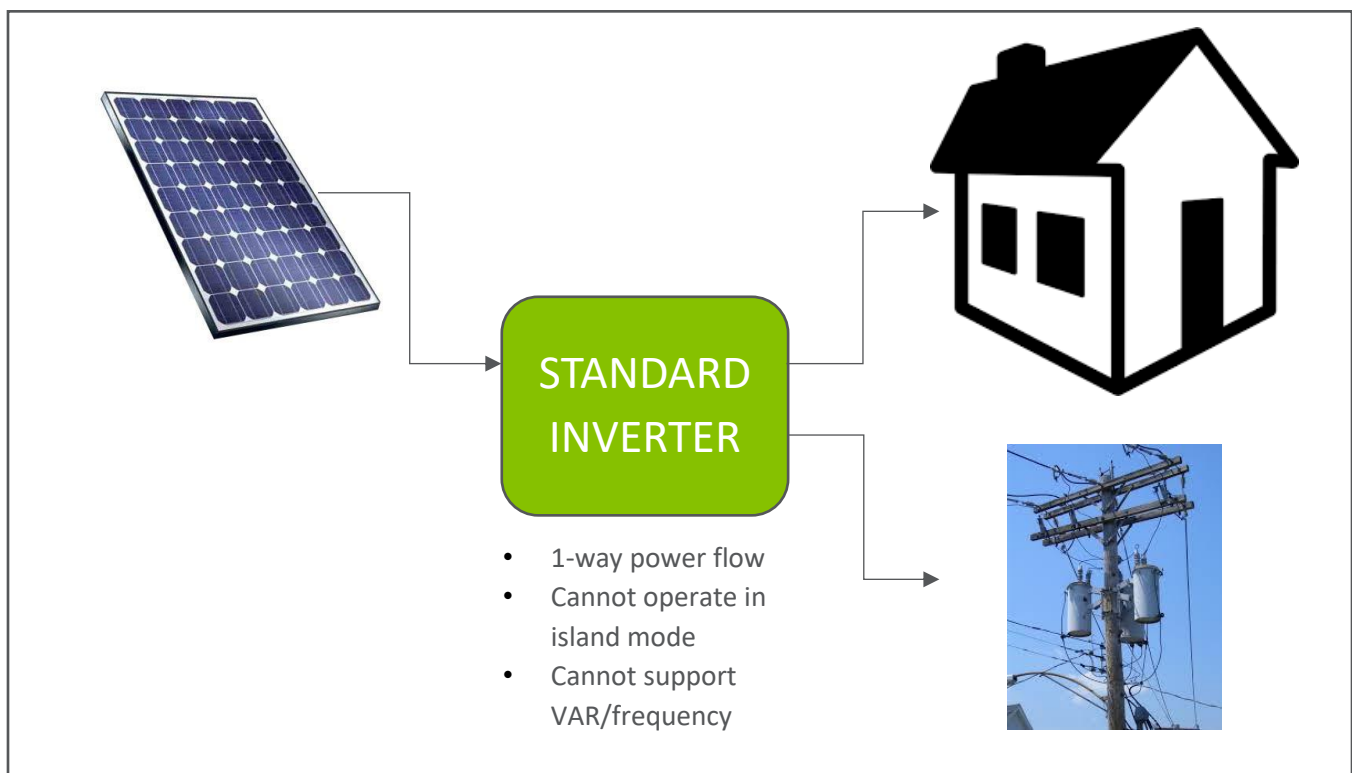 STANDARD
INVERTER
• 1-way power flow
• Cannot operate in
island mode
• Cannot support
VAR/frequency